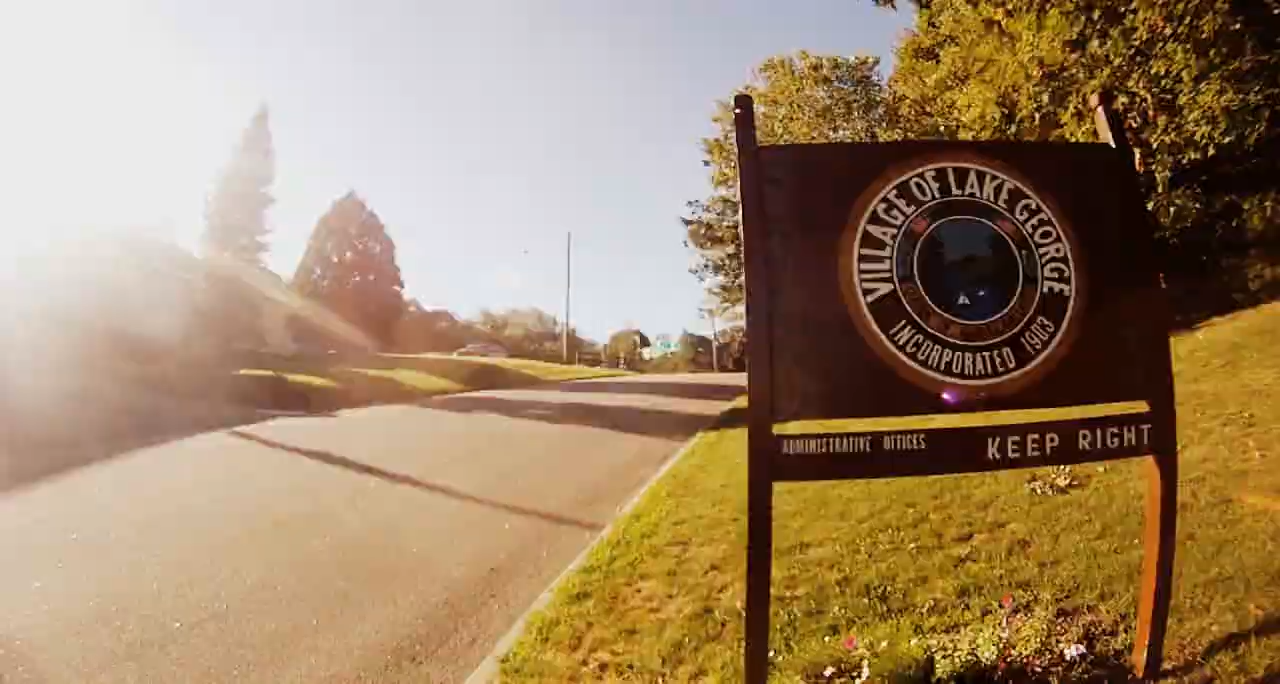 VILLAGE OF LAKE GEORGE
INCORPORATED 1903
ADMINISTRATIVE OFFICES KEEP RIGHT